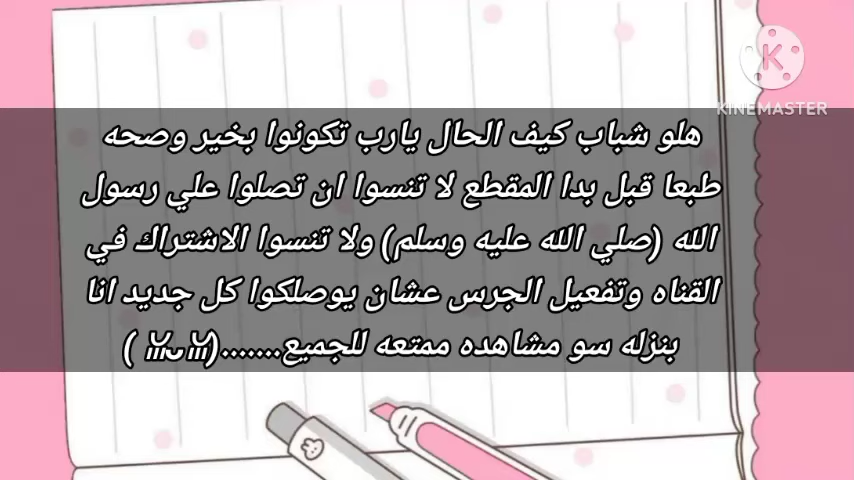 K
KINEMASTER
هلو شباب كيف الحال يارب تكونوا بخير وصحه
طبعا قبل بدا المقطع لا تنسوا ان تصلوا علي رسول
الله (صلي الله عليه وسلم) ولا تنسوا الاشتراك في
القناه وتفعيل الجرس عشان يوصلكوا كل جديد انا
بنزله سو مشاهده ممتعه للجميع.......(ꈍᴗꈍ)